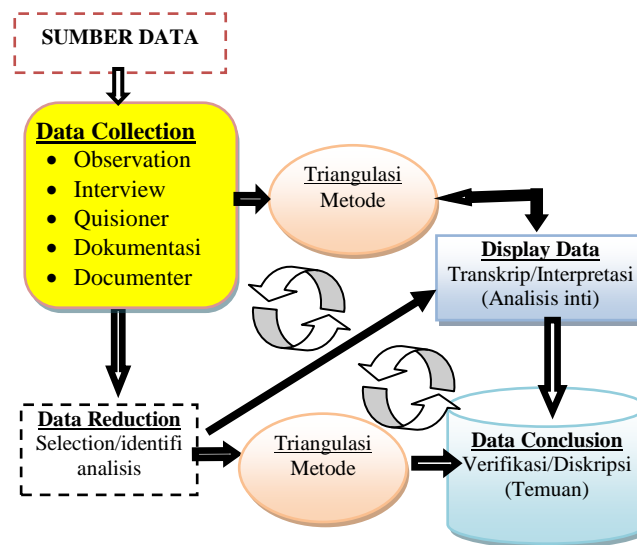 SUMBER DATA
Data Collection
• Observation
• Interview
• Quisioner
• Dokumentasi
• Documenter
Triangulasi
Metode
Display Data
Transkrip/Interpretasi
(Analisis inti)
Data Reduction
Selection/identifi
analisis
Triangulasi
Metode
Data Conclusion
Verifikasi/Diskripsi
(Temuan)